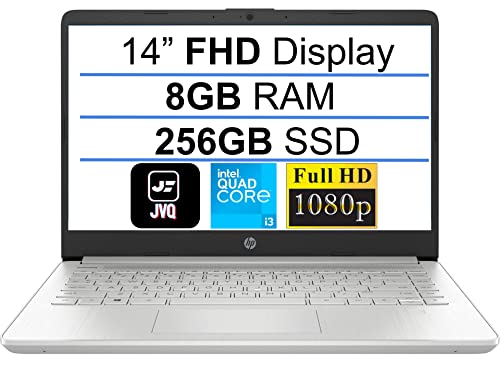 14” FHD Display
8GB RAM
256GB SSD
JVQ
intel.
QUAD
CORE
i3
Full HD
1080p
hp